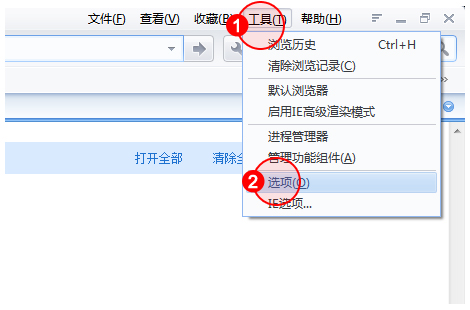 文件(F) 查看(V) 收藏(B) 工具(T) 帮助(H)
1
浏览历史 Ctrl+H
清除浏览记录(C)
默认浏览器
启用IE高级渲染模式
进程管理器
打开全部 清除全 管理功能组件(A)
2 选项(O)
IE选项...